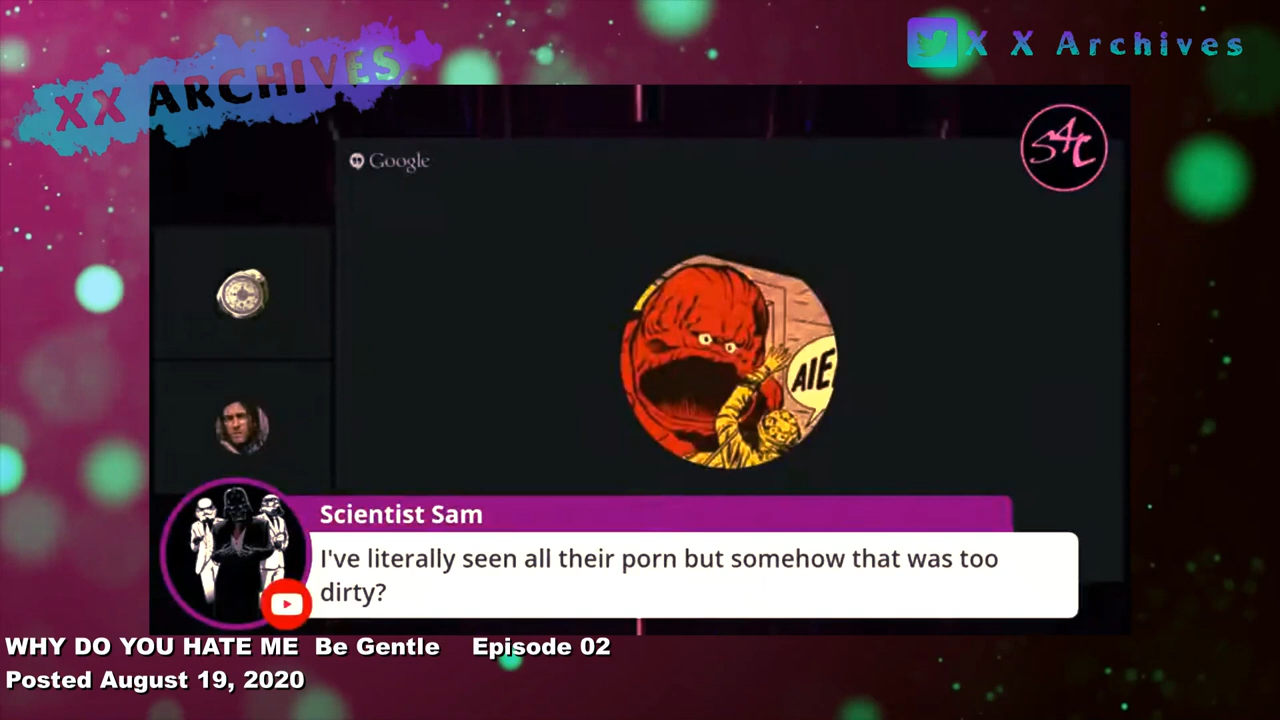 XX ARCHIVES
X X Archives
S4C
Google
AIE
Scientist Sam
I've literally seen all their porn but somehow that was too
dirty?
WHY DO YOU HATE ME Be Gentle Episode 02
Posted August 19, 2020